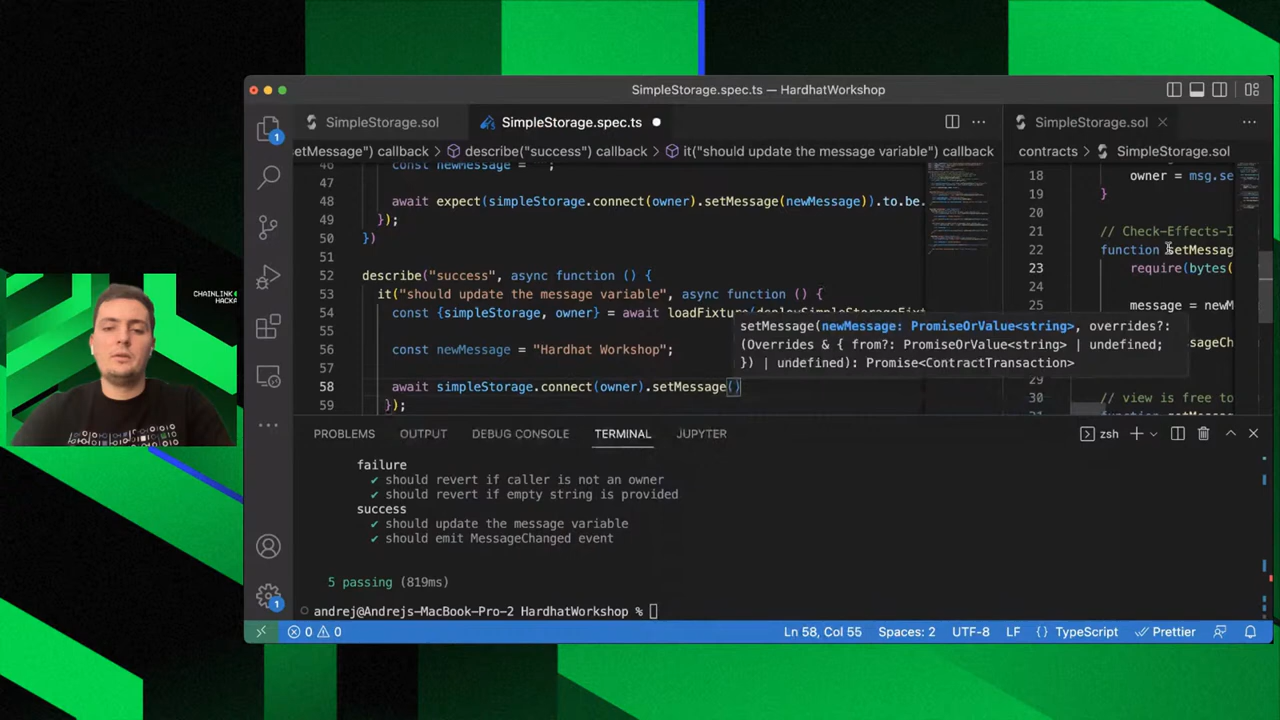 SimpleStorage.spec.ts — HardhatWorkshop
SimpleStorage.sol
SimpleStorage.spec.ts
SimpleStorage.sol
etMessage") callback > describe("success") callback > it("should update the message variable") callback
contracts > SimpleStorage.sol
46 const newMessage = "";
47
48 await expect(simpleStorage.connect(owner).setMessage(newMessage)).to.be.
49 });
50 })
51
52 describe("success", async function () {
53 it("should update the message variable", async function () {
54 const {simpleStorage, owner} = await loadFixture(deploySimpleStorageFixt
55
56 const newMessage = "Hardhat Workshop";
57
58 await simpleStorage.connect(owner).setMessage()
59 });
setMessage(newMessage: PromiseOrValue<string>, overrides?:
(Overrides & { from?: PromiseOrValue<string> | undefined;
}) | undefined): Promise<ContractTransaction>
18 owner = msg.se
19 }
20
21 // Check-Effects-I
22 function setMessag
23 require(bytes(
24
25 message = newM
ssageCh
29
30 // view is free to
PROBLEMS
OUTPUT
DEBUG CONSOLE
TERMINAL
JUPYTER
zsh
failure
✔ should revert if caller is not an owner
✔ should revert if empty string is provided
success
✔ should update the message variable
✔ should emit MessageChanged event
5 passing (819ms)
andrej@Andrejs-MacBook-Pro-2 HardhatWorkshop %
0 0
Ln 58, Col 55
Spaces: 2
UTF-8
LF
{} TypeScript
Prettier
1
1
CHAINLINK
HACKA